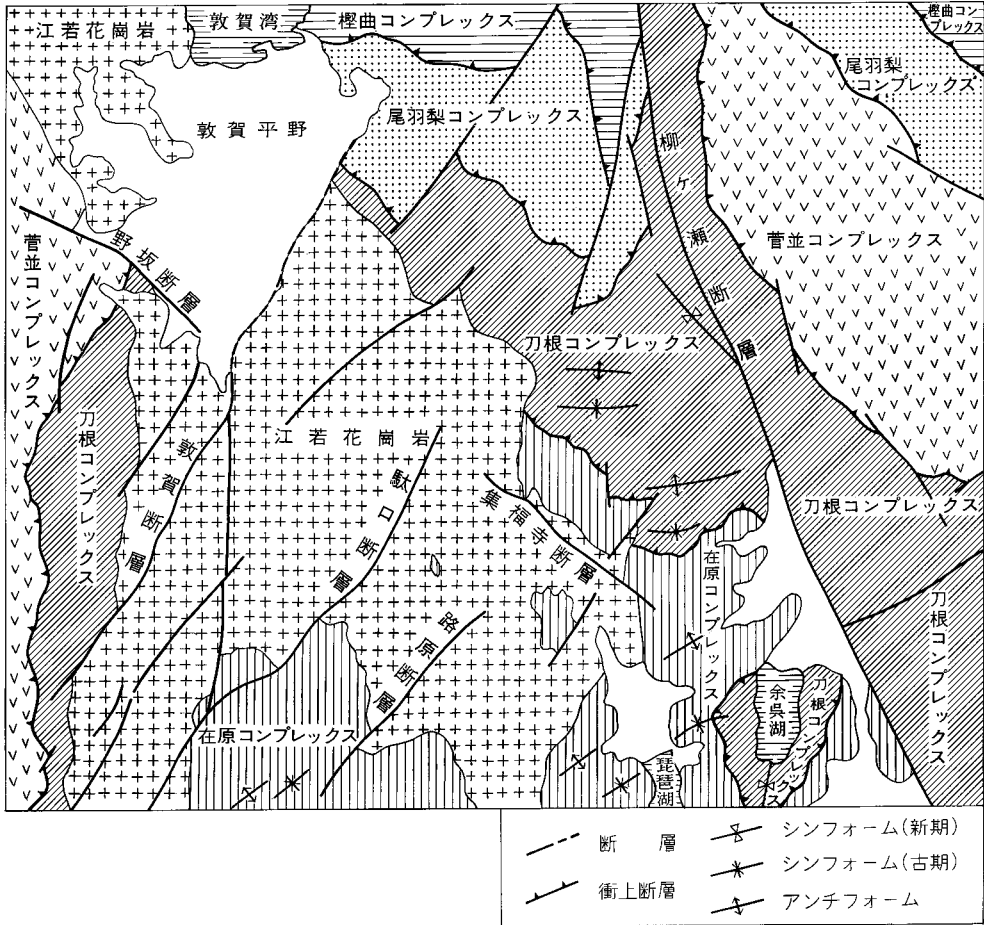 江若花崗岩
敦賀湾
樫曲コンプレックス
樫曲コン
プレックス
尾羽梨
コンプレックス
尾羽梨コンプレックス
敦賀平野
柳ヶ瀬断層
菅並コンプレックス
野坂断層
菅並コンプレックス
刀根コンプレックス
江若花崗岩
刀根コンプレックス
敦賀断層
駄口断層
集福寺断層
刀根コンプレックス
在原コンプレックス
刀根コンプレックス
路原断層
余呉湖
刀根コンプレックス
在原コンプレックス
琵琶湖
断層
シンフォーム(新期)
シンフォーム(古期)
衝上断層
アンチフォーム